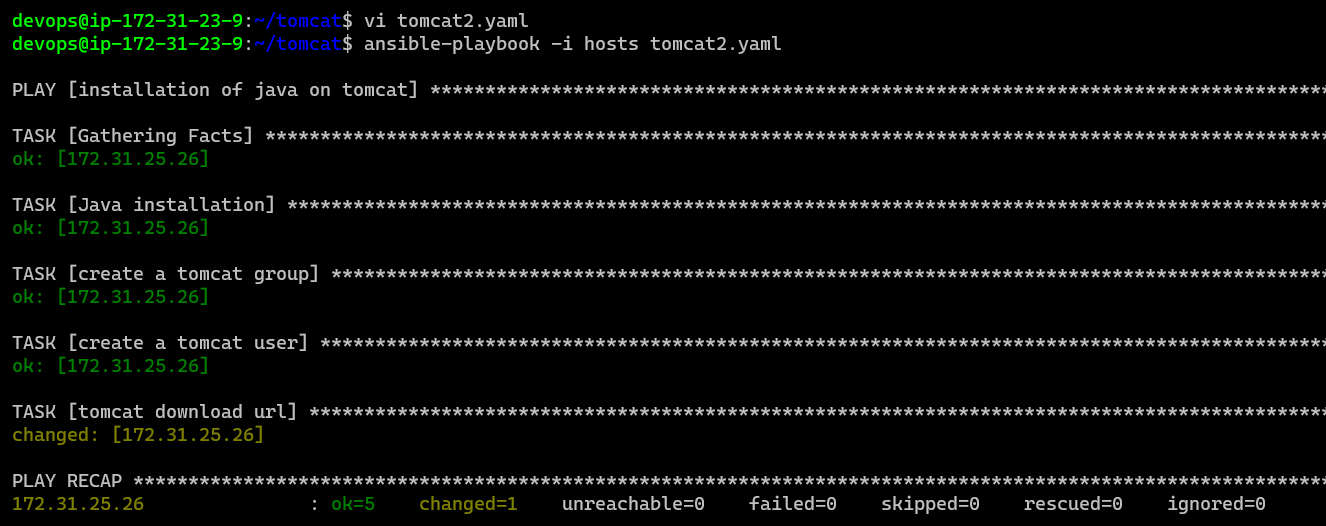 devops@ip-172-31-23-9:~/tomcat$ vi tomcat2.yaml
devops@ip-172-31-23-9:~/tomcat$ ansible-playbook -i hosts tomcat2.yaml
PLAY [installation of java on tomcat] *********************************************************************************
TASK [Gathering Facts] ************************************************************************************************
ok: [172.31.25.26]
TASK [Java installation] **********************************************************************************************
ok: [172.31.25.26]
TASK [create a tomcat group] ******************************************************************************************
ok: [172.31.25.26]
TASK [create a tomcat user] *******************************************************************************************
ok: [172.31.25.26]
TASK [tomcat download url] ********************************************************************************************
changed: [172.31.25.26]
PLAY RECAP ************************************************************************************************************
172.31.25.26               : ok=5    changed=1    unreachable=0    failed=0    skipped=0    rescued=0    ignored=0